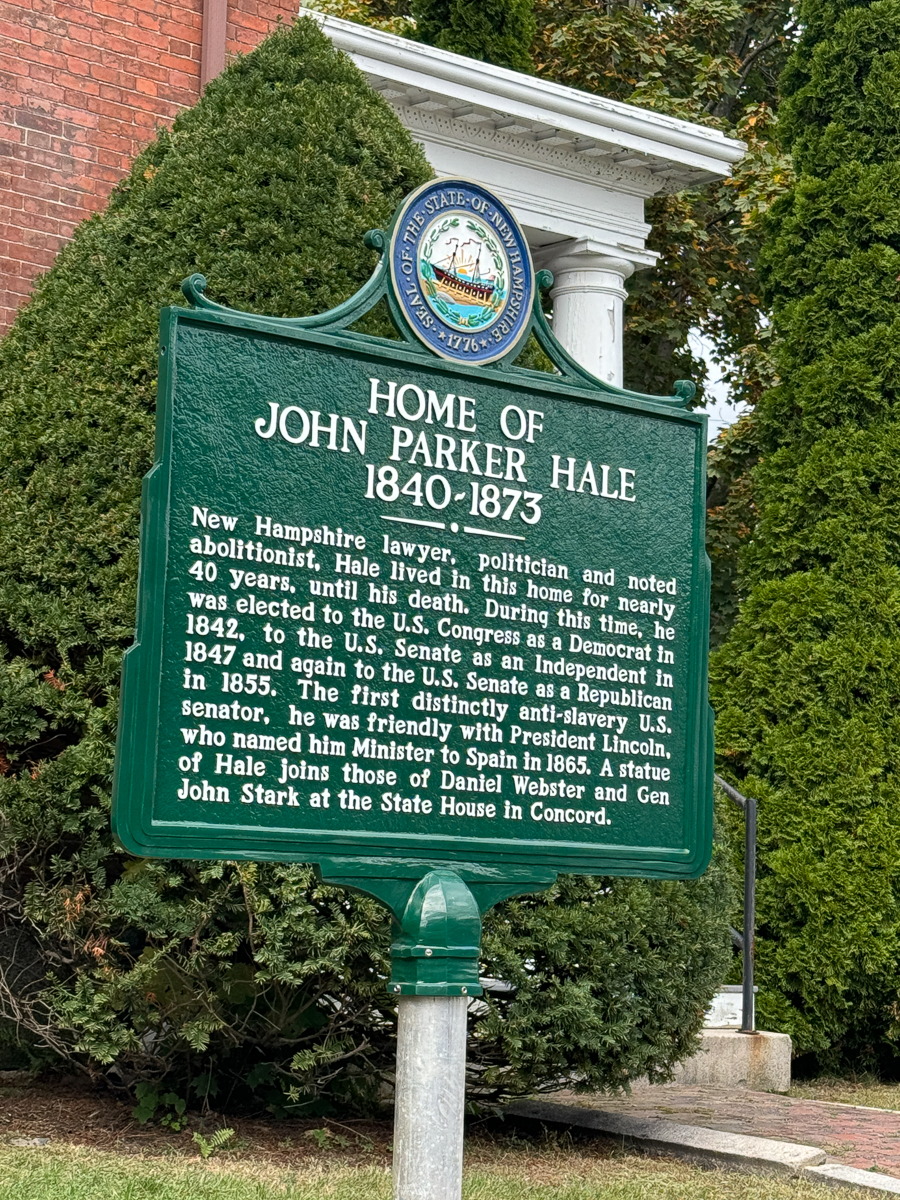 SEAL·OF·THE·STATE·OF·NEW HAMPSHIRE
★1776★
HOME OF
JOHN PARKER HALE
1840-1873
New Hampshire lawyer, politician and noted
abolitionist, Hale lived in this home for nearly
40 years, until his death. During this time, he
was elected to the U.S. Congress as a Democrat in
1842, to the U.S. Senate as an Independent in
1847 and again to the U.S. Senate as a Republican
in 1855. The first distinctly anti-slavery U.S.
senator, he was friendly with President Lincoln,
who named him Minister to Spain in 1865. A statue
of Hale joins those of Daniel Webster and Gen
John Stark at the State House in Concord.